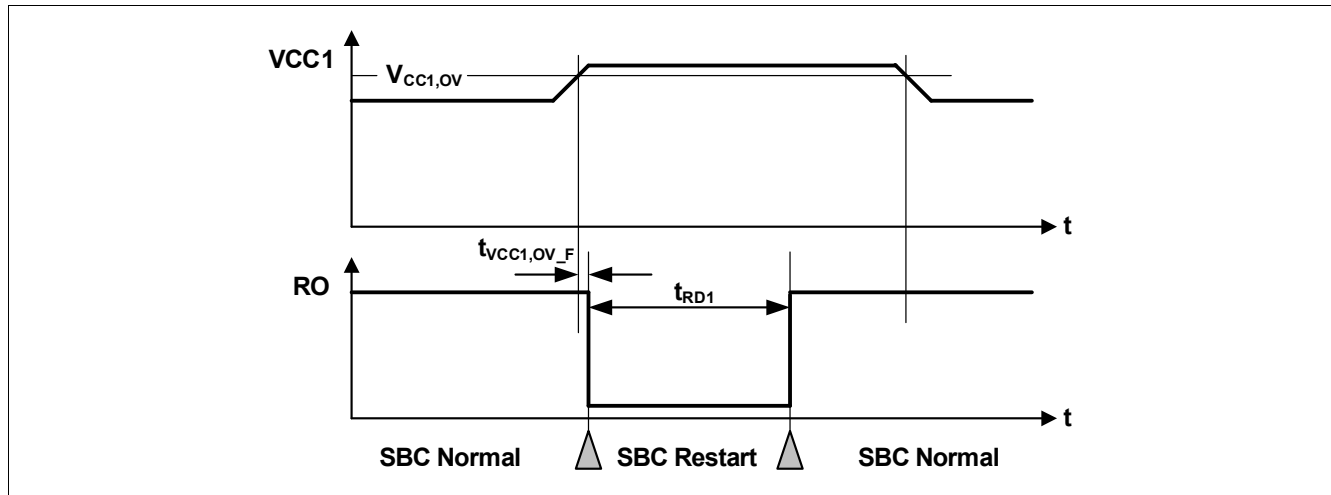 VCC1
VCC1,OV
t
tVCC1,OV_F
RO
tRD1
t
SBC Normal SBC Restart SBC Normal